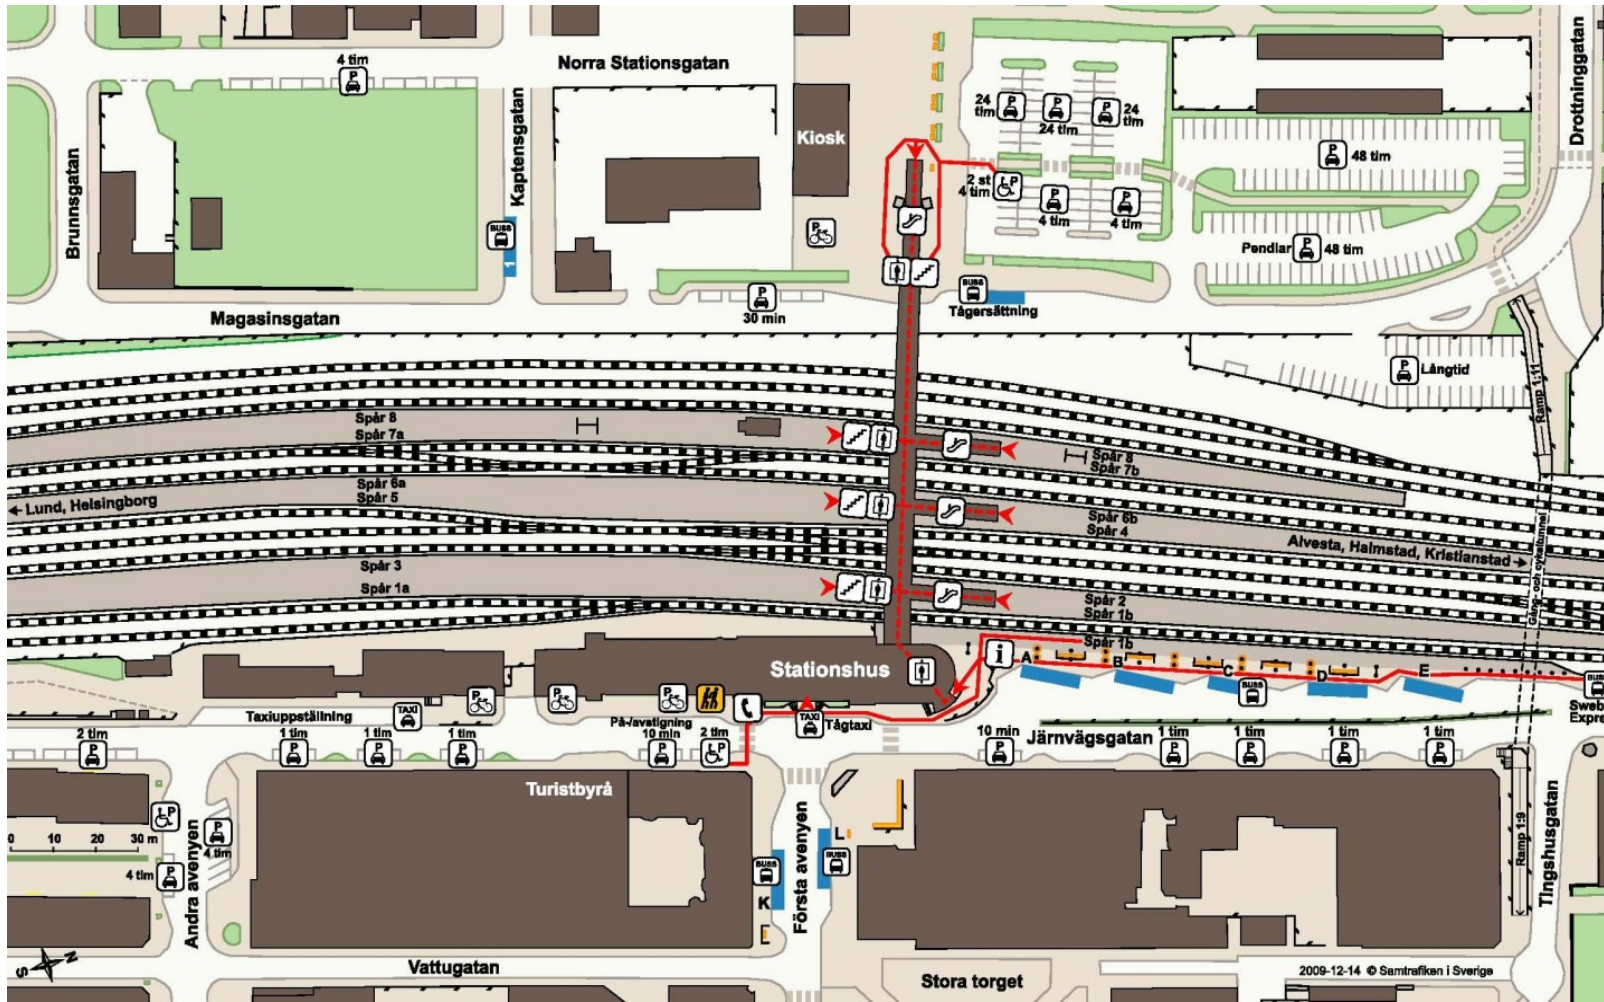 4 tim
P
Norra Stationsgatan
Drottninggatan
Brunnsgatan
Kaptensgatan
Kiosk
24 tim
P
P
24 tim
P
24 tim
P
48 tim
2 st
4 tim
P
P
4 tim
P
4 tim
BUSS
1
P
Pendlar
P
48 tim
Magasinsgatan
P
30 min
BUSS
Tågersättning
P
Långtid
Ramp 1:11
Spår 8
Spår 7a
Spår 8
Spår 7b
Spår 6a
Spår 5
← Lund, Helsingborg
Spår 6b
Spår 4
Alvesta, Halmstad, Kristianstad →
Gång- och cykeltunnel
Spår 3
Spår 1a
Spår 2
Spår 1b
Spår 1b
Stationshus
i
A
B
C
D
E
BUSS
BUSS
Taxiuppställning
TAXI
P
P
P
På-/avstigning
TAXI
Tågtaxi
Järnvägsgatan
2 tim
P
1 tim
P
1 tim
P
1 tim
P
10 min
P
2 tim
P
10 min
P
1 tim
P
1 tim
P
1 tim
P
1 tim
P
Turistbyrå
P
0 10 20 30 m
P
4 tim
4 tim
P
Andra avenyen
BUSS
K
Första avenyen
L
BUSS
Ramp 1:9
Tingshusgatan
S
N
Vattugatan
Stora torget
2009-12-14 © Samtrafiken i Sverige